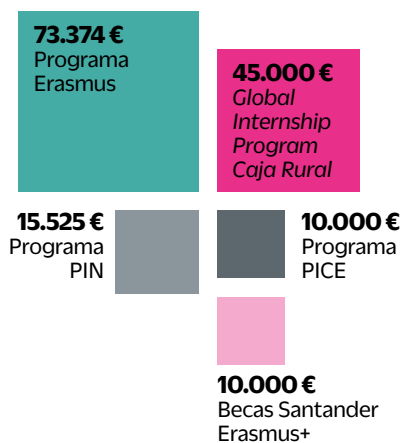 73.374 €
Programa
Erasmus
45.000 €
Global
Internship
Program
Caja Rural
15.525 €
Programa
PIN
10.000 €
Programa
PICE
10.000 €
Becas Santander
Erasmus+